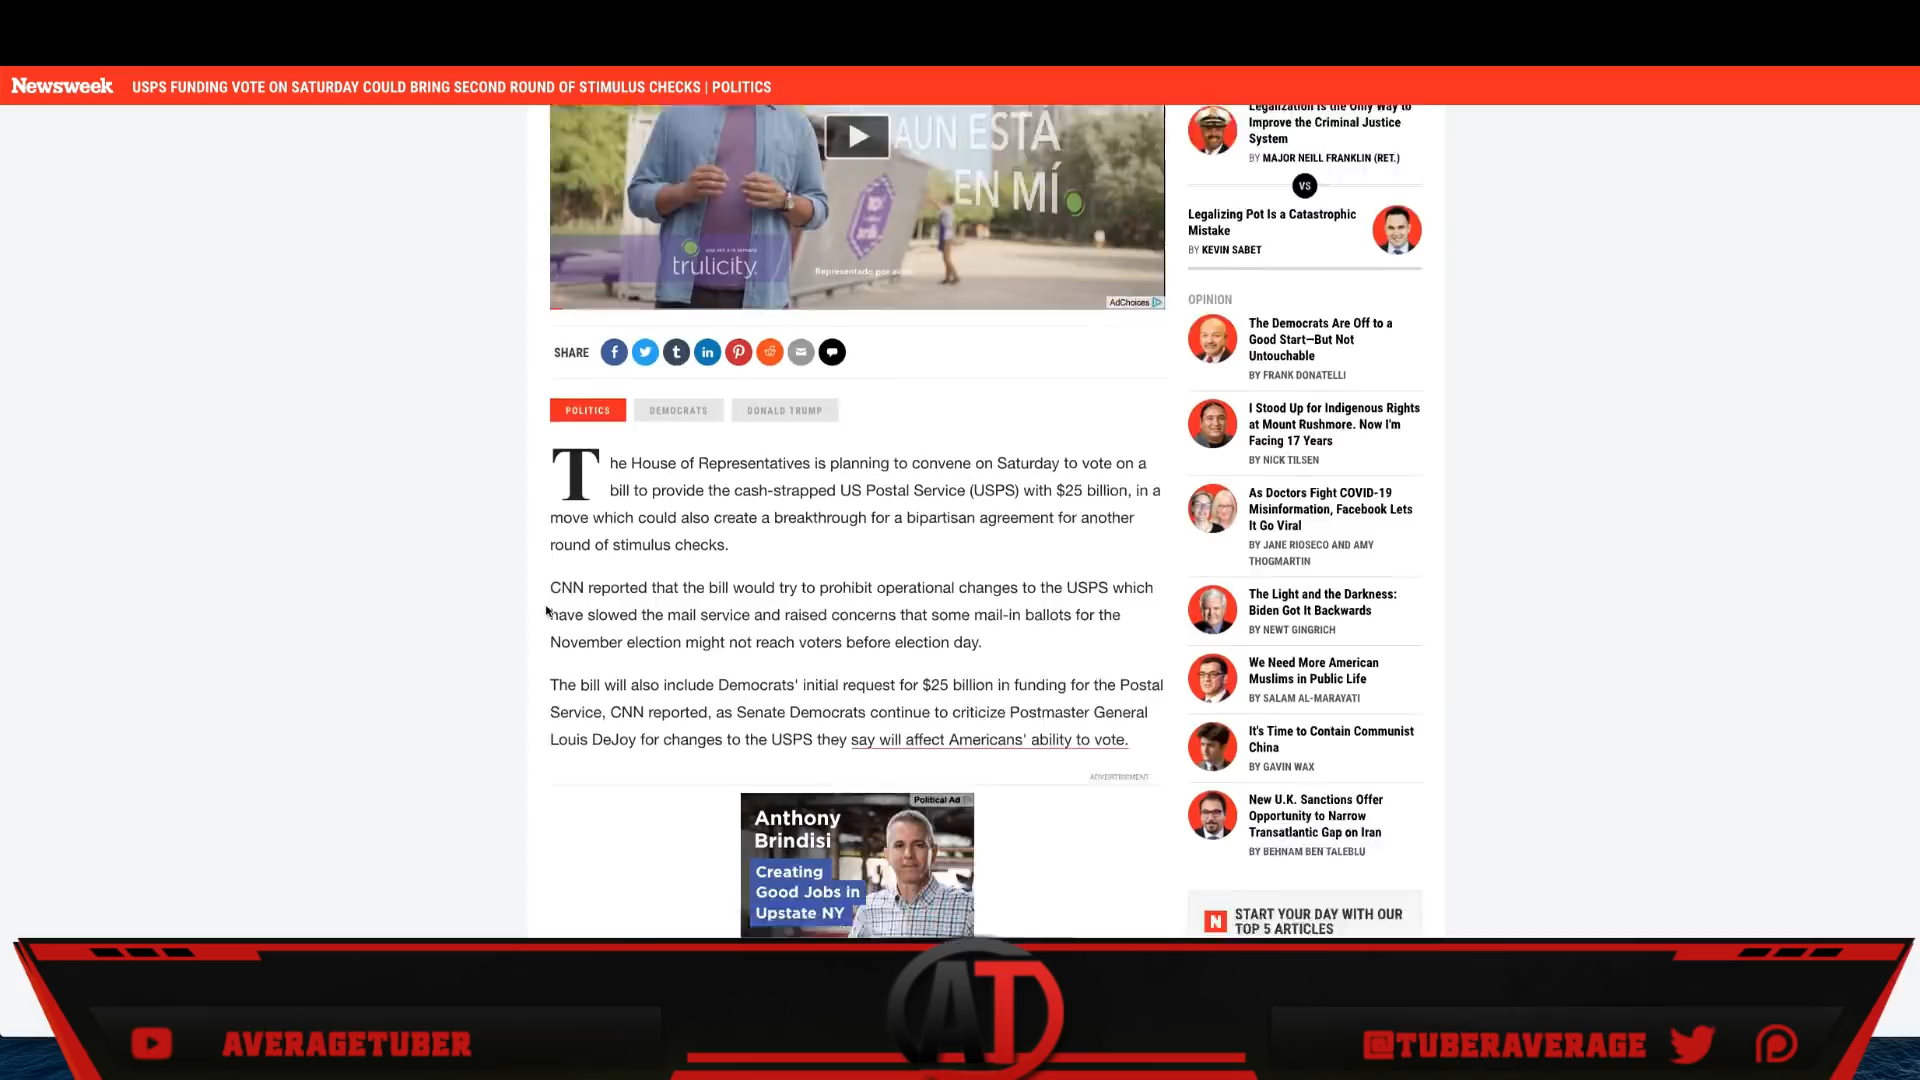 Newsweek USPS FUNDING VOTE ON SATURDAY COULD BRING SECOND ROUND OF STIMULUS CHECKS | POLITICS
AUN ESTÁ
EN MÍ
trulicity
Representado por
AdChoices
SHARE
POLITICS
DEMOCRATS
DONALD TRUMP
The House of Representatives is planning to convene on Saturday to vote on a
bill to provide the cash-strapped US Postal Service (USPS) with $25 billion, in a
move which could also create a breakthrough for a bipartisan agreement for another
round of stimulus checks.
CNN reported that the bill would try to prohibit operational changes to the USPS which
have slowed the mail service and raised concerns that some mail-in ballots for the
November election might not reach voters before election day.
The bill will also include Democrats' initial request for $25 billion in funding for the Postal
Service, CNN reported, as Senate Democrats continue to criticize Postmaster General
Louis DeJoy for changes to the USPS they say will affect Americans' ability to vote.
ADVERTISEMENT
Political Ad
Anthony
Brindisi
Creating
Good Jobs in
Upstate NY
Legalization Is the Only Way to
Improve the Criminal Justice
System
BY MAJOR NEILL FRANKLIN (RET.)
VS
Legalizing Pot Is a Catastrophic
Mistake
BY KEVIN SABET
OPINION
The Democrats Are Off to a
Good Start—But Not
Untouchable
BY FRANK DONATELLI
I Stood Up for Indigenous Rights
at Mount Rushmore. Now I'm
Facing 17 Years
BY NICK TILSEN
As Doctors Fight COVID-19
Misinformation, Facebook Lets
It Go Viral
BY JANE RIOSECO AND AMY
THOGMARTIN
The Light and the Darkness:
Biden Got It Backwards
BY NEWT GINGRICH
We Need More American
Muslims in Public Life
BY SALAM AL-MARAYATI
It's Time to Contain Communist
China
BY GAVIN WAX
New U.K. Sanctions Offer
Opportunity to Narrow
Transatlantic Gap on Iran
BY BEHNAM BEN TALEBLU
N
START YOUR DAY WITH OUR
TOP 5 ARTICLES
AVERAGETUBER
AT
@TUBERAVERAGE